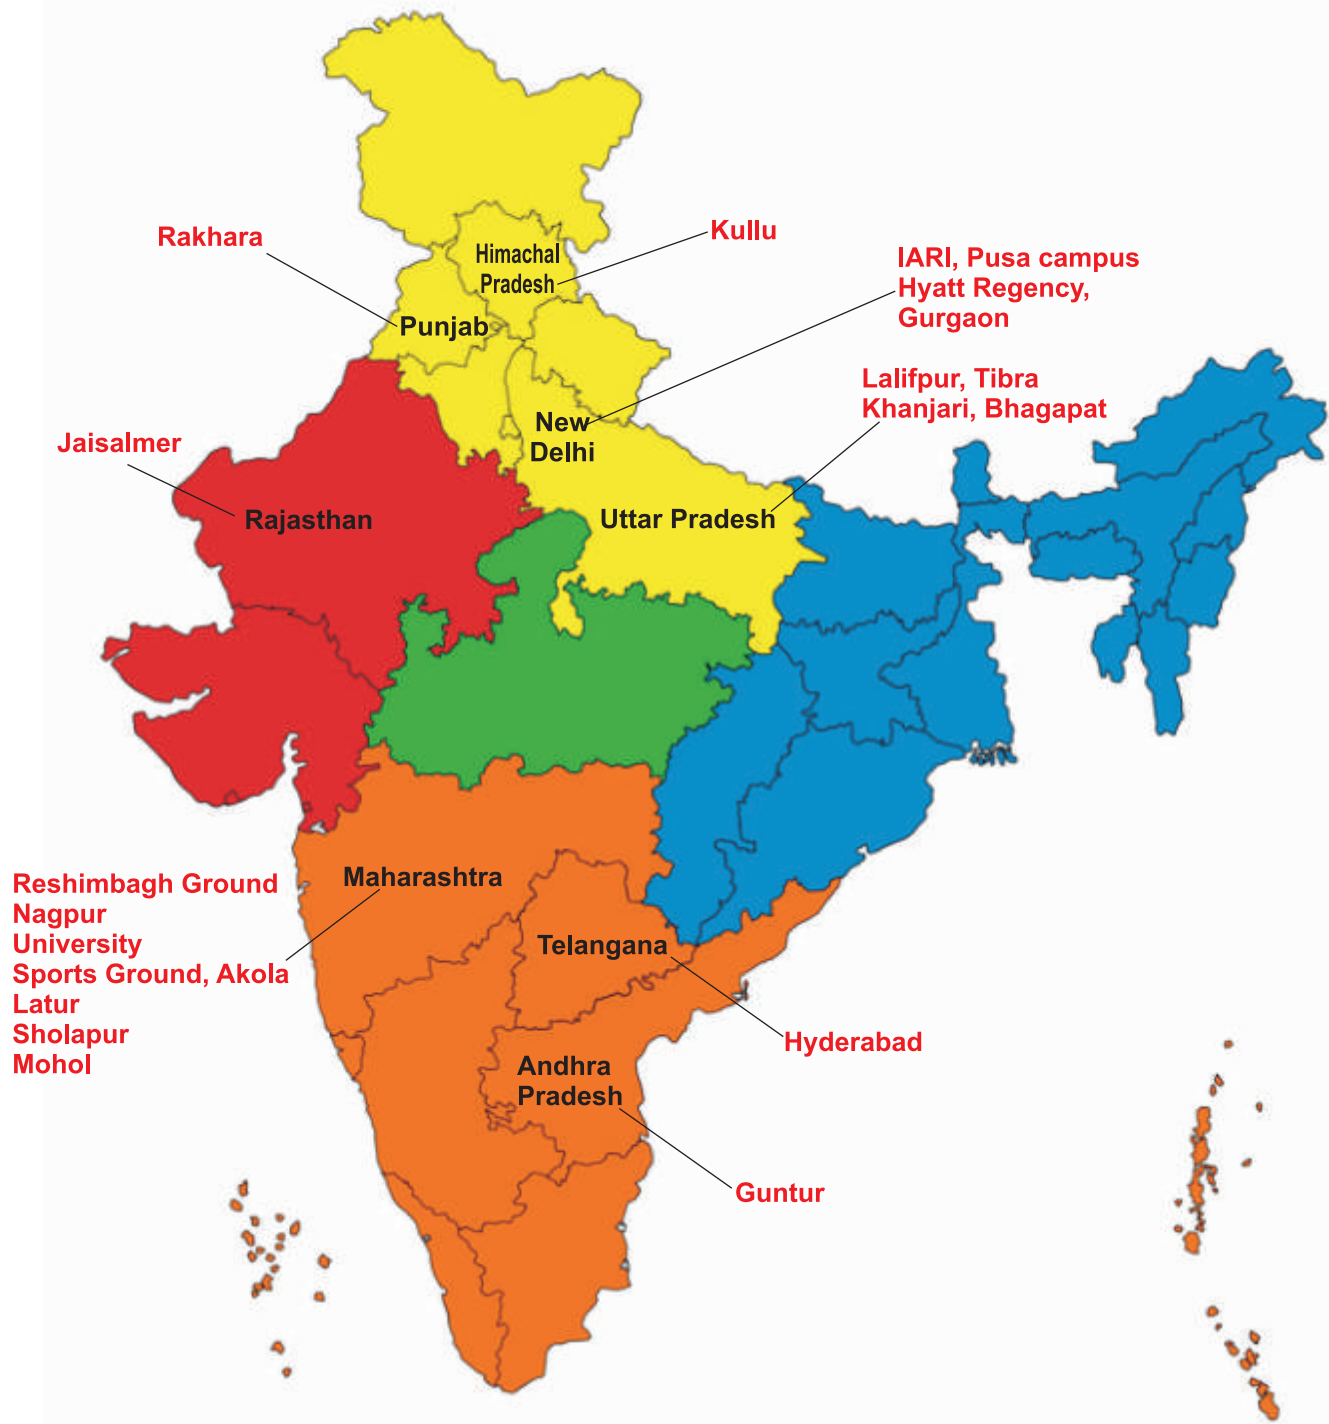 Rakhara
Kullu
Himachal
Pradesh
IARI, Pusa campus
Hyatt Regency,
Gurgaon
Punjab
Lalifpur, Tibra
Khanjari, Bhagapat
New
Delhi
Jaisalmer
Rajasthan
Uttar Pradesh
Maharashtra
Reshimbagh Ground
Nagpur
University
Sports Ground, Akola
Latur
Sholapur
Mohol
Telangana
Hyderabad
Andhra
Pradesh
Guntur